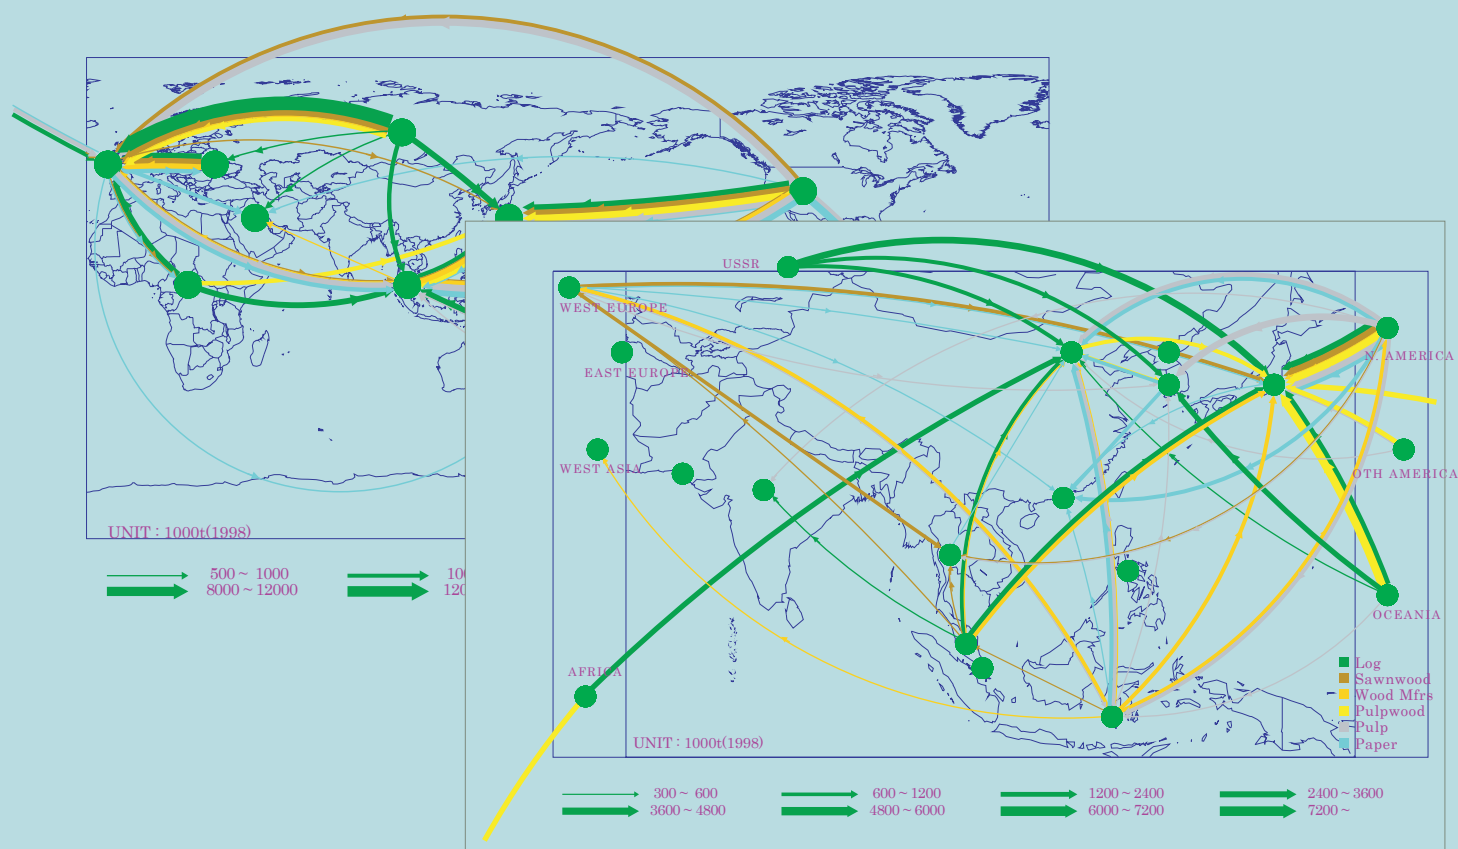 USSR
WEST EUROPE
N. AMERICA
EAST EUROPE
WEST ASIA
OTH AMERICA
UNIT : 1000t(1998)
500 ~ 1000
8000 ~ 12000
OCEANIA
AFRICA
Log
Sawnwood
Wood Mfrs
Pulpwood
Pulp
Paper
UNIT : 1000t(1998)
300 ~ 600
600 ~ 1200
1200 ~ 2400
2400 ~ 3600
3600 ~ 4800
4800 ~ 6000
6000 ~ 7200
7200 ~